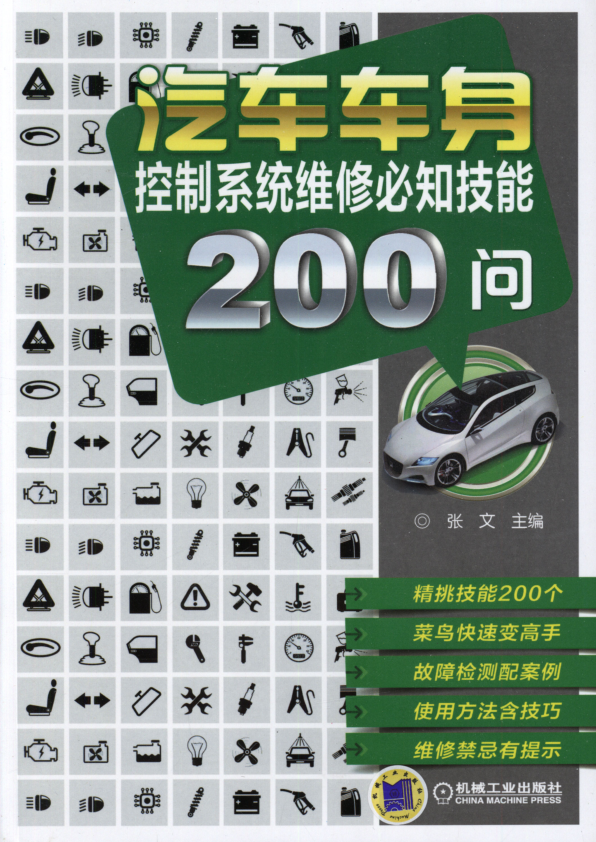 汽车车身
控制系统维修必知技能
200问
◎ 张 文 主编
精挑技能200个
菜鸟快速变高手
故障检测配案例
使用方法含技巧
维修禁忌有提示
机械工业出版社
CHINA MACHINE PRESS